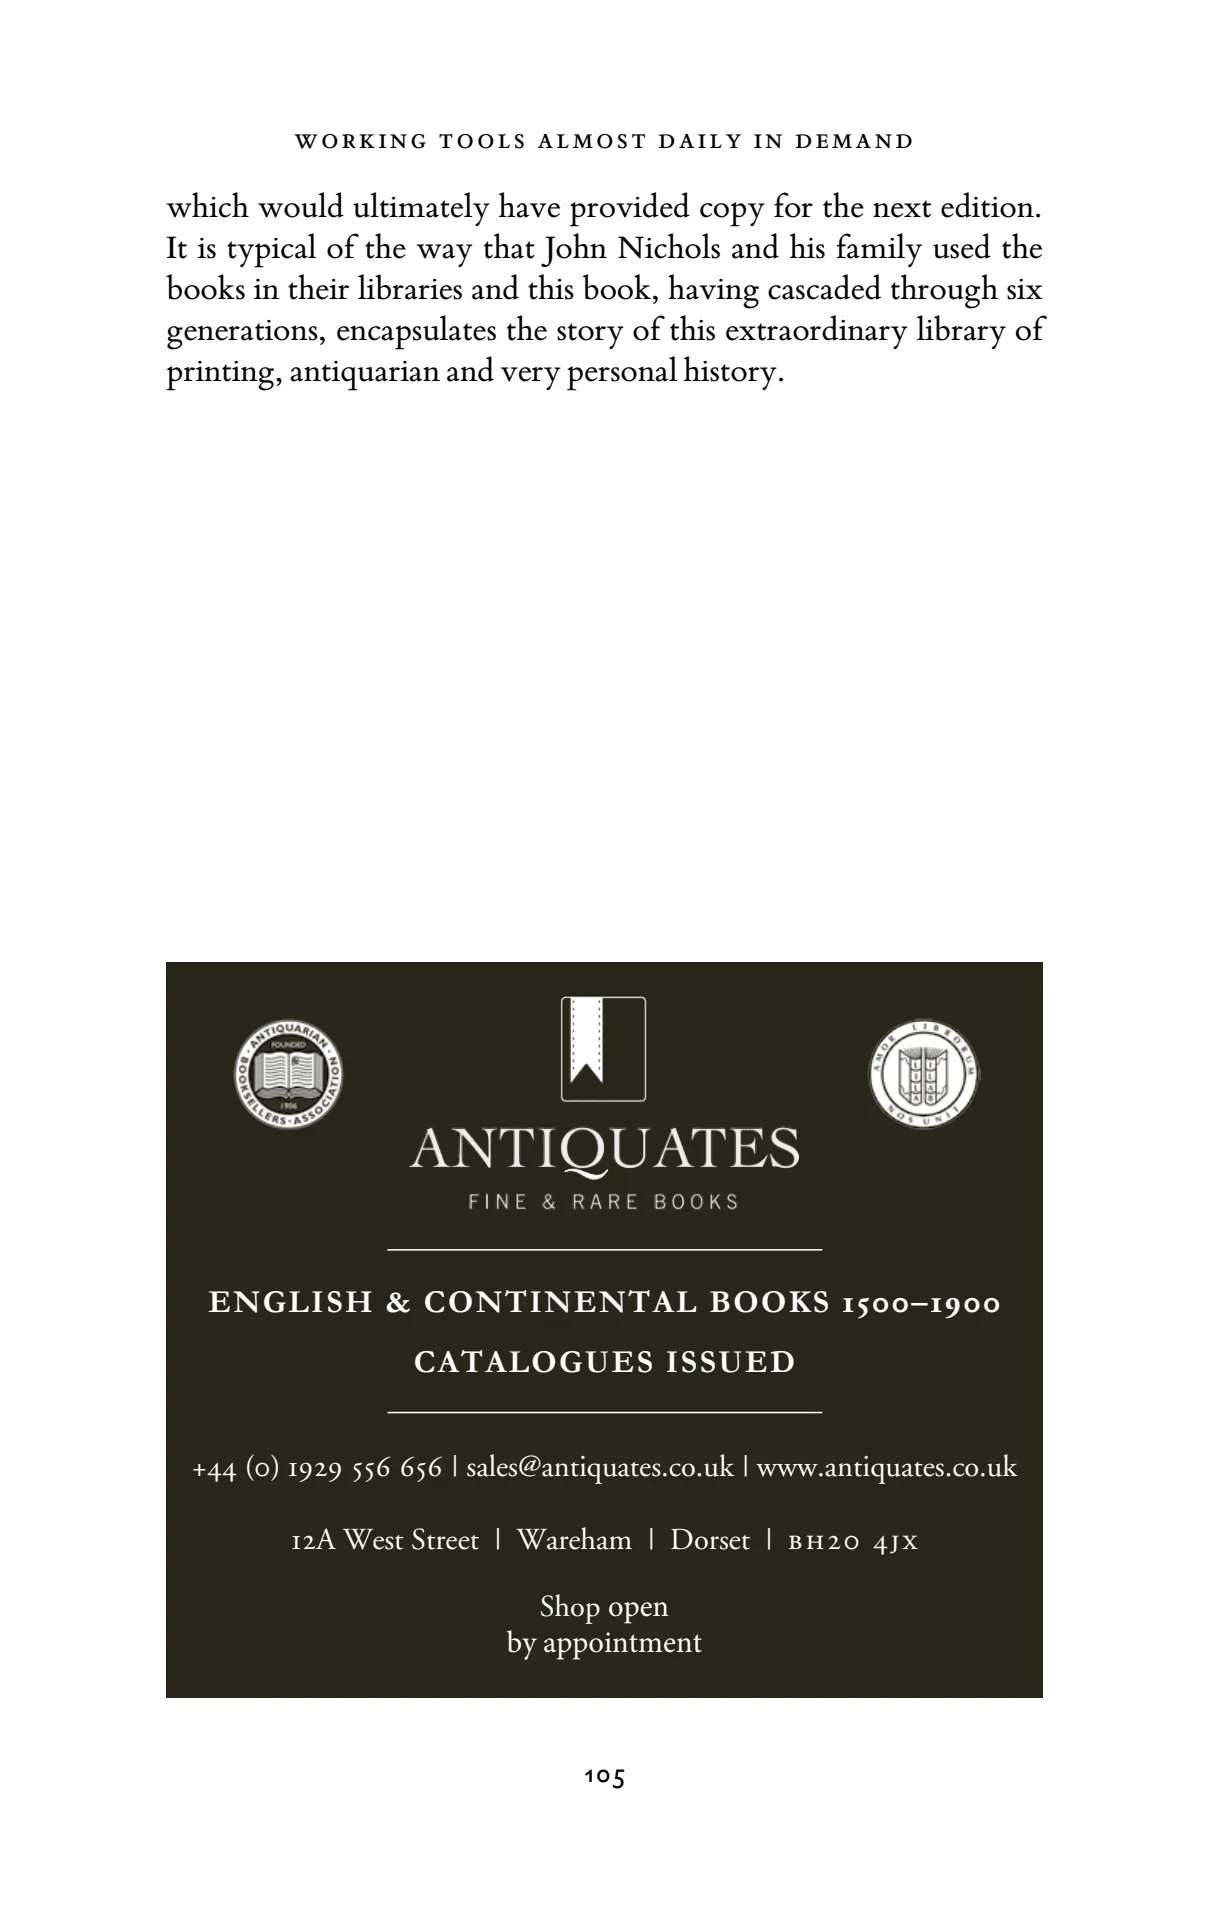 WORKING TOOLS ALMOST DAILY IN DEMAND
which would ultimately have provided copy for the next edition.
It is typical of the way that John Nichols and his family used the
books in their libraries and this book, having cascaded through six
generations, encapsulates the story of this extraordinary library of
printing, antiquarian and very personal history.
ANTIQUARIAN · BOOKSELLERS · ASSOCIATION
FOUNDED
1906
AMOR LIBRORUM
NOS UNIT
LILA
ILAB
ANTIQUATES
FINE & RARE BOOKS
ENGLISH & CONTINENTAL BOOKS 1500–1900
CATALOGUES ISSUED
+44 (0) 1929 556 656 | sales@antiquates.co.uk | www.antiquates.co.uk
12A West Street | Wareham | Dorset | BH20 4JX
Shop open
by appointment
105